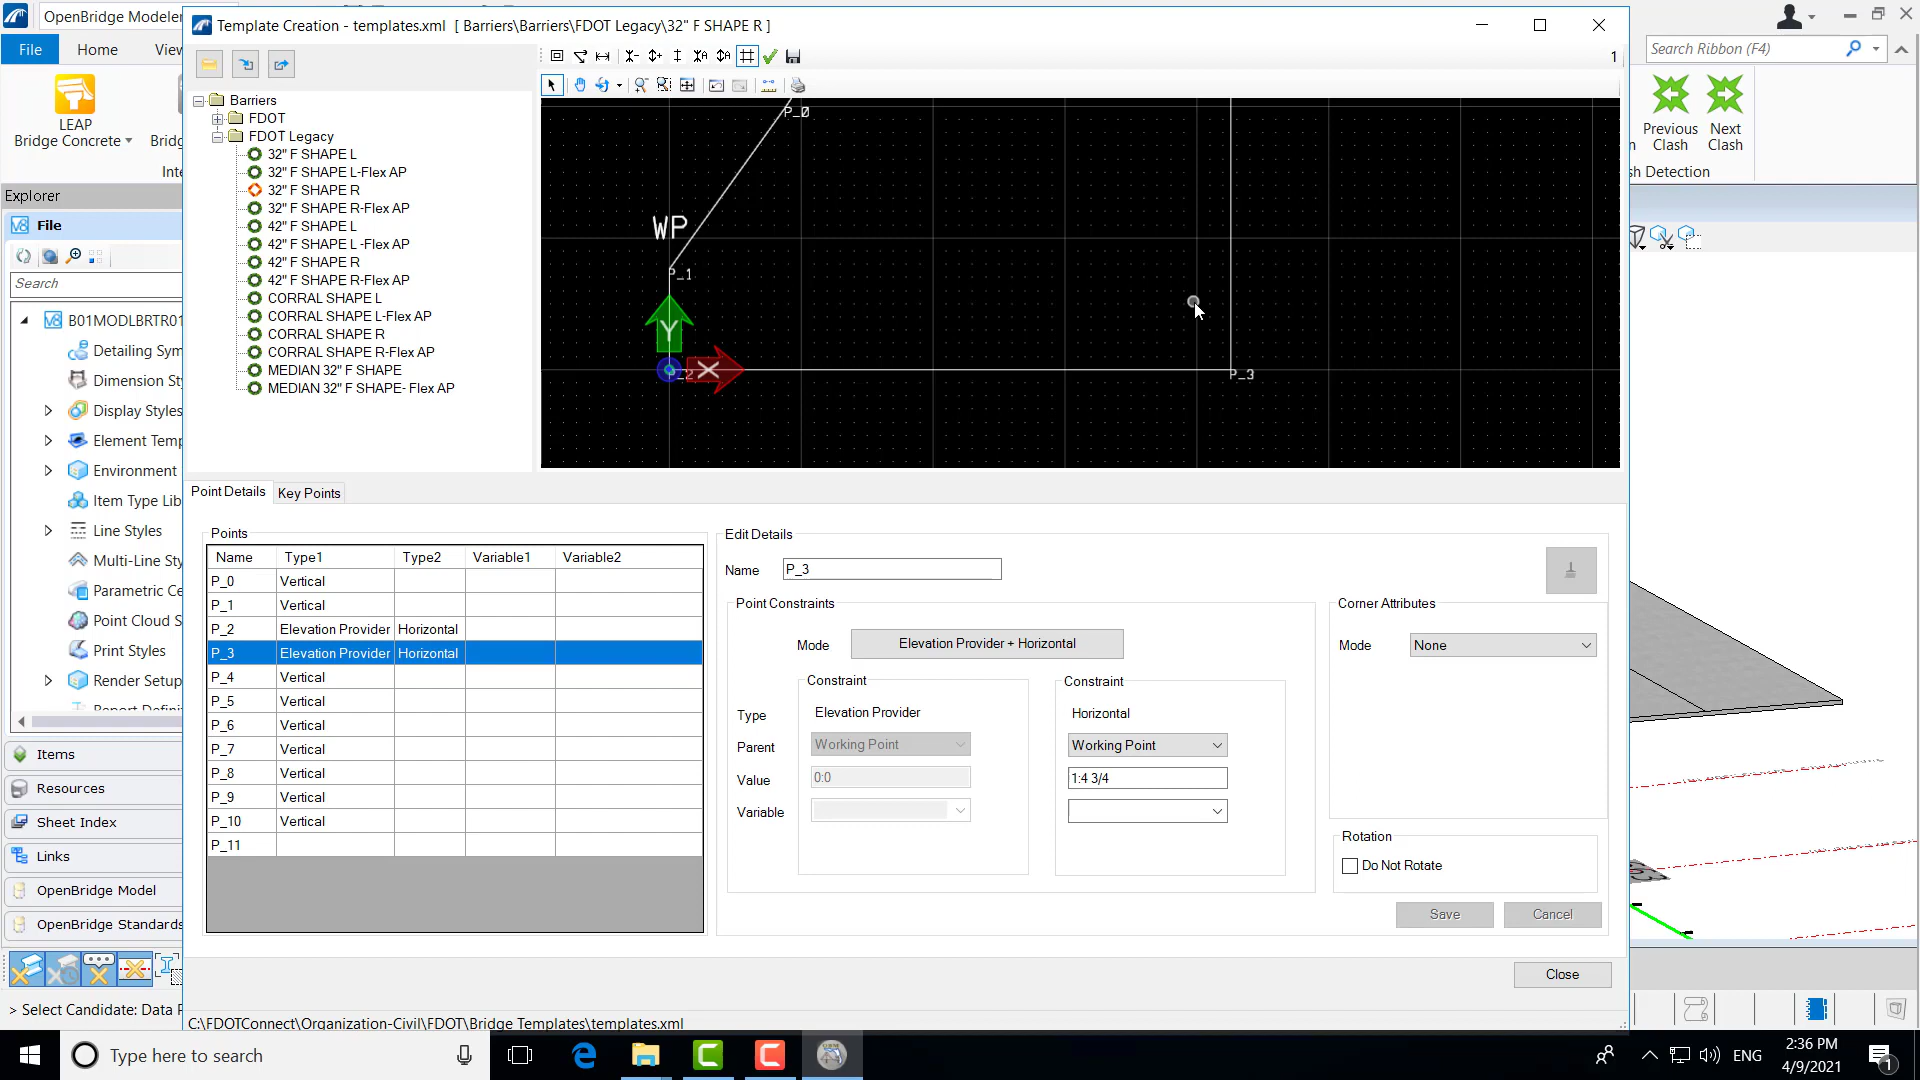 OpenBridge Modeler
Template Creation - templates.xml [ Barriers\Barriers\FDOT Legacy\32" F SHAPE R ]
File
Home
View
Search Ribbon (F4)
LEAP
Bridge Concrete
Previous
Clash
Next
Clash
Barriers
FDOT
FDOT Legacy
32" F SHAPE L
32" F SHAPE L-Flex AP
32" F SHAPE R
32" F SHAPE R-Flex AP
42" F SHAPE L
42" F SHAPE L -Flex AP
42" F SHAPE R
42" F SHAPE R-Flex AP
CORRAL SHAPE L
CORRAL SHAPE L-Flex AP
CORRAL SHAPE R
CORRAL SHAPE R-Flex AP
MEDIAN 32" F SHAPE
MEDIAN 32" F SHAPE- Flex AP
1
P_0
WP
P_1
Y
P_2
X
P_3
Explorer
File
Search
B01MODLBRTR01
Detailing Sym
Dimension St
Display Styles
Element Temp
Environment
Item Type Lib
Line Styles
Multi-Line Sty
Parametric Ce
Point Cloud S
Print Styles
Render Setup
Report Defini
Items
Resources
Sheet Index
Links
OpenBridge Model
OpenBridge Standards
> Select Candidate: Data P
Point Details
Key Points
Points
Name Type1 Type2 Variable1 Variable2
P_0 Vertical
P_1 Vertical
P_2 Elevation Provider Horizontal
P_3 Elevation Provider Horizontal
P_4 Vertical
P_5 Vertical
P_6 Vertical
P_7 Vertical
P_8 Vertical
P_9 Vertical
P_10 Vertical
P_11
Edit Details
Name P_3
Point Constraints
Mode Elevation Provider + Horizontal
Constraint
Constraint
Type Elevation Provider Horizontal
Parent Working Point Working Point
Value 0:0 1:4 3/4
Variable
Corner Attributes
Mode None
Rotation
Do Not Rotate
Save Cancel
Close
C:\FDOTConnect\Organization-Civil\FDOT\Bridge Templates\templates.xml
h Detection
Type here to search
ENG
2:36 PM
4/9/2021
1